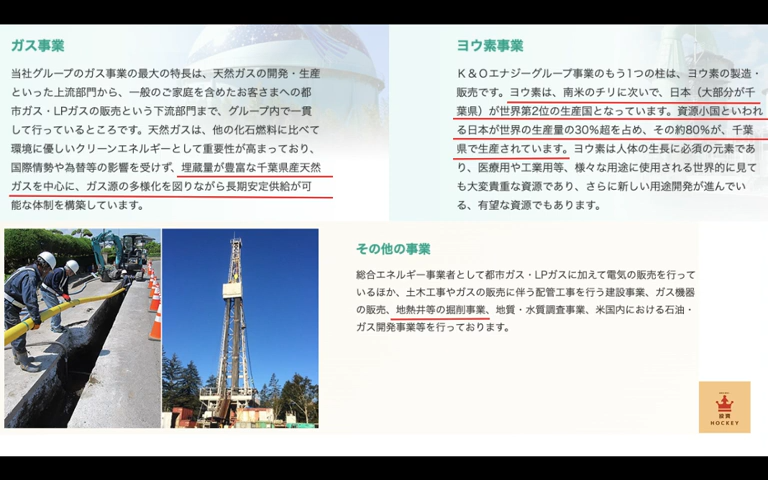 ガス事業
当社グループのガス事業の最大の特長は、天然ガスの開発・生産
といった上流部門から、一般のご家庭を含めたお客さまへの都
市ガス・LPガスの販売という下流部門まで、グループ内で一貫
して行っているところです。天然ガスは、他の化石燃料に比べて
環境に優しいクリーンエネルギーとして重要性が高まっており、
国際情勢や為替等の影響を受けず、埋蔵量が豊富な千葉県産天然
ガスを中心に、ガス源の多様化を図りながら長期安定供給が可
能な体制を構築しています。
ヨウ素事業
K&Oエナジーグループ事業のもう1つの柱は、ヨウ素の製造・
販売です。ヨウ素は、南米のチリに次いで、日本（大部分が千
葉県）が世界第2位の生産国となっています。資源小国といわれ
る日本が世界の生産量の30%超を占め、その約80%が、千葉
県で生産されています。ヨウ素は人体の生長に必須の元素であ
り、医療用や工業用等、様々な用途に使用される世界的に見て
も大変貴重な資源であり、さらに新しい用途開発が進んでい
る、有望な資源でもあります。
その他の事業
総合エネルギー事業者として都市ガス・LPガスに加えて電気の販売を行って
いるほか、土木工事やガスの販売に伴う配管工事を行う建設事業、ガス機器
の販売、地熱井等の掘削事業、地質・水質調査事業、米国内における石油・
ガス開発事業等を行っております。
投資
HOCKEY